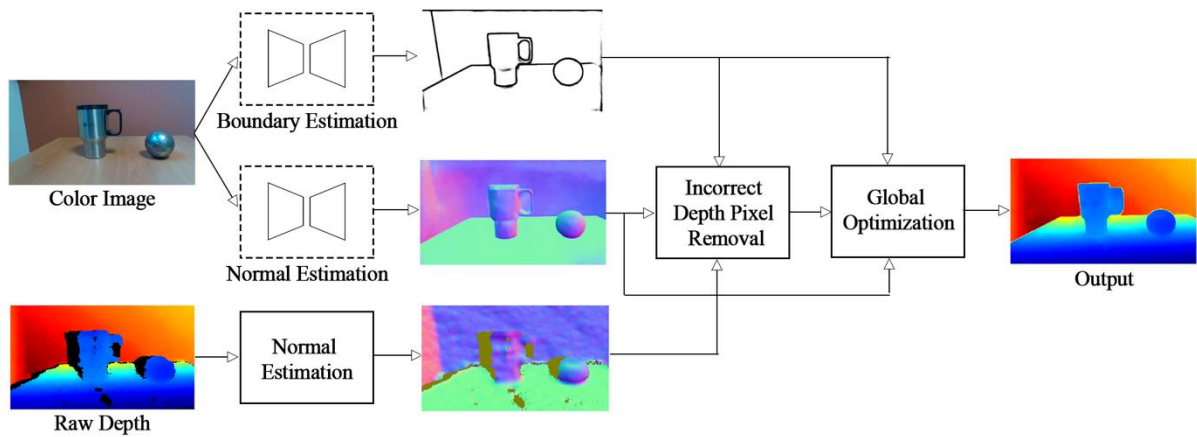 Boundary Estimation
Color Image
Normal Estimation
Incorrect
Depth Pixel
Removal
Global
Optimization
Output
Normal
Estimation
Raw Depth